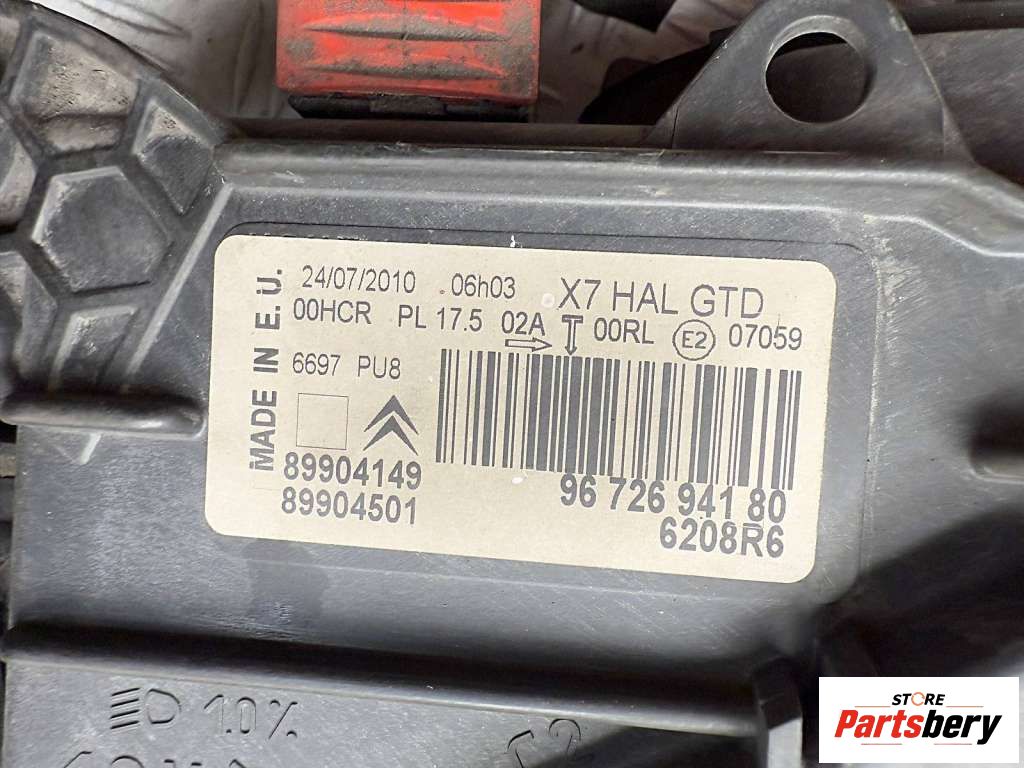 MADE IN E.U.
24/07/2010 06h03 X7 HAL GTD
00HCR PL 17.5 02A T 00RL E2 07059
6697 PU8
89904149
89904501
96 726 941 80
6208R6
1.0%
STORE
Partsbery